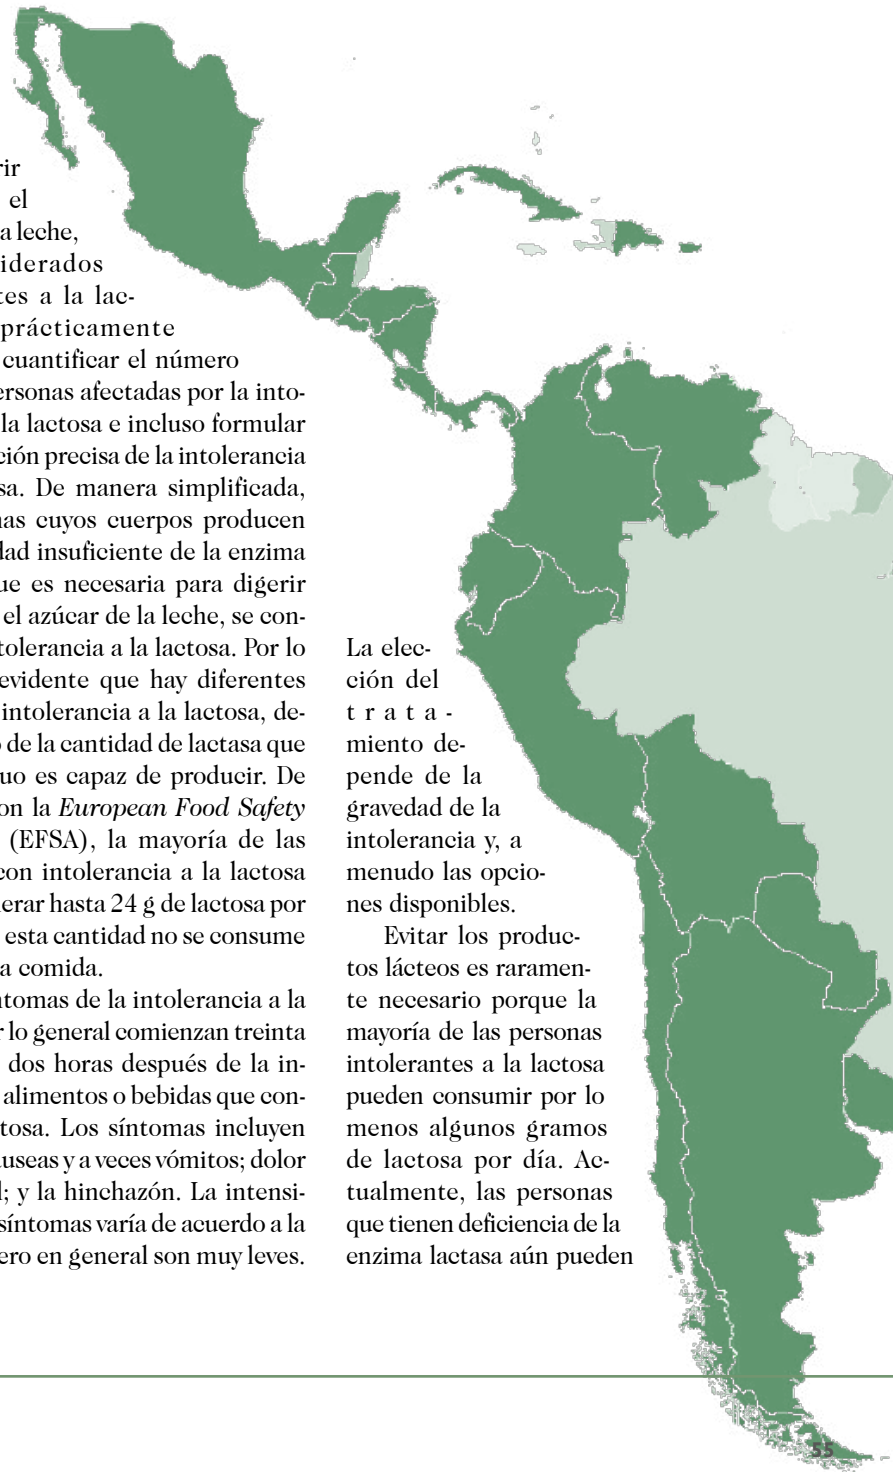 rir
el
a leche,
iderados
tes a la lac-
prácticamente
cuantificar el número
ersonas afectadas por la into-
la lactosa e incluso formular
ción precisa de la intolerancia
sa. De manera simplificada,
nas cuyos cuerpos producen
dad insuficiente de la enzima
ue es necesaria para digerir
el azúcar de la leche, se con-
tolerancia a la lactosa. Por lo
evidente que hay diferentes
intolerancia a la lactosa, de-
o de la cantidad de lactasa que
uo es capaz de producir. De
on la European Food Safety
(EFSA), la mayoría de las
con intolerancia a la lactosa
lerar hasta 24 g de lactosa por
esta cantidad no se consume
a comida.
ntomas de la intolerancia a la
r lo general comienzan treinta
dos horas después de la in-
alimentos o bebidas que con-
tosa. Los síntomas incluyen
useas y a veces vómitos; dolor
l; y la hinchazón. La intensi-
síntomas varía de acuerdo a la
ero en general son muy leves.
La elec-
ción del
trata-
miento de-
pende de la
gravedad de la
intolerancia y, a
menudo las opcio-
nes disponibles.
Evitar los produc-
tos lácteos es raramen-
te necesario porque la
mayoría de las personas
intolerantes a la lactosa
pueden consumir por lo
menos algunos gramos
de lactosa por día. Ac-
tualmente, las personas
que tienen deficiencia de la
enzima lactasa aún pueden
55